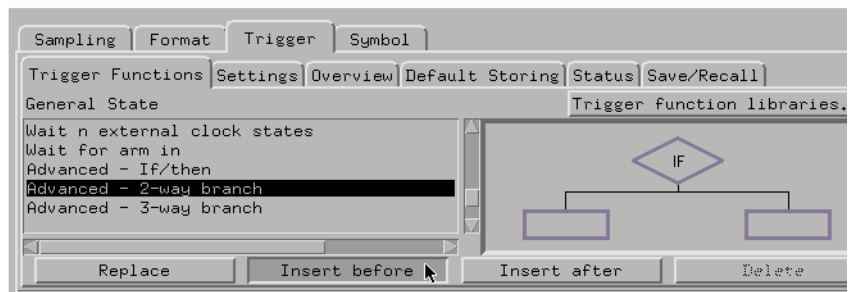 Sampling Format Trigger Symbol
Trigger Functions Settings Overview Default Storing Status Save/Recall
General State
Trigger function libraries.
Wait n external clock states
Wait for arm in
Advanced - If/then
Advanced - 2-way branch
Advanced - 3-way branch
IF
Replace Insert before Insert after Delete